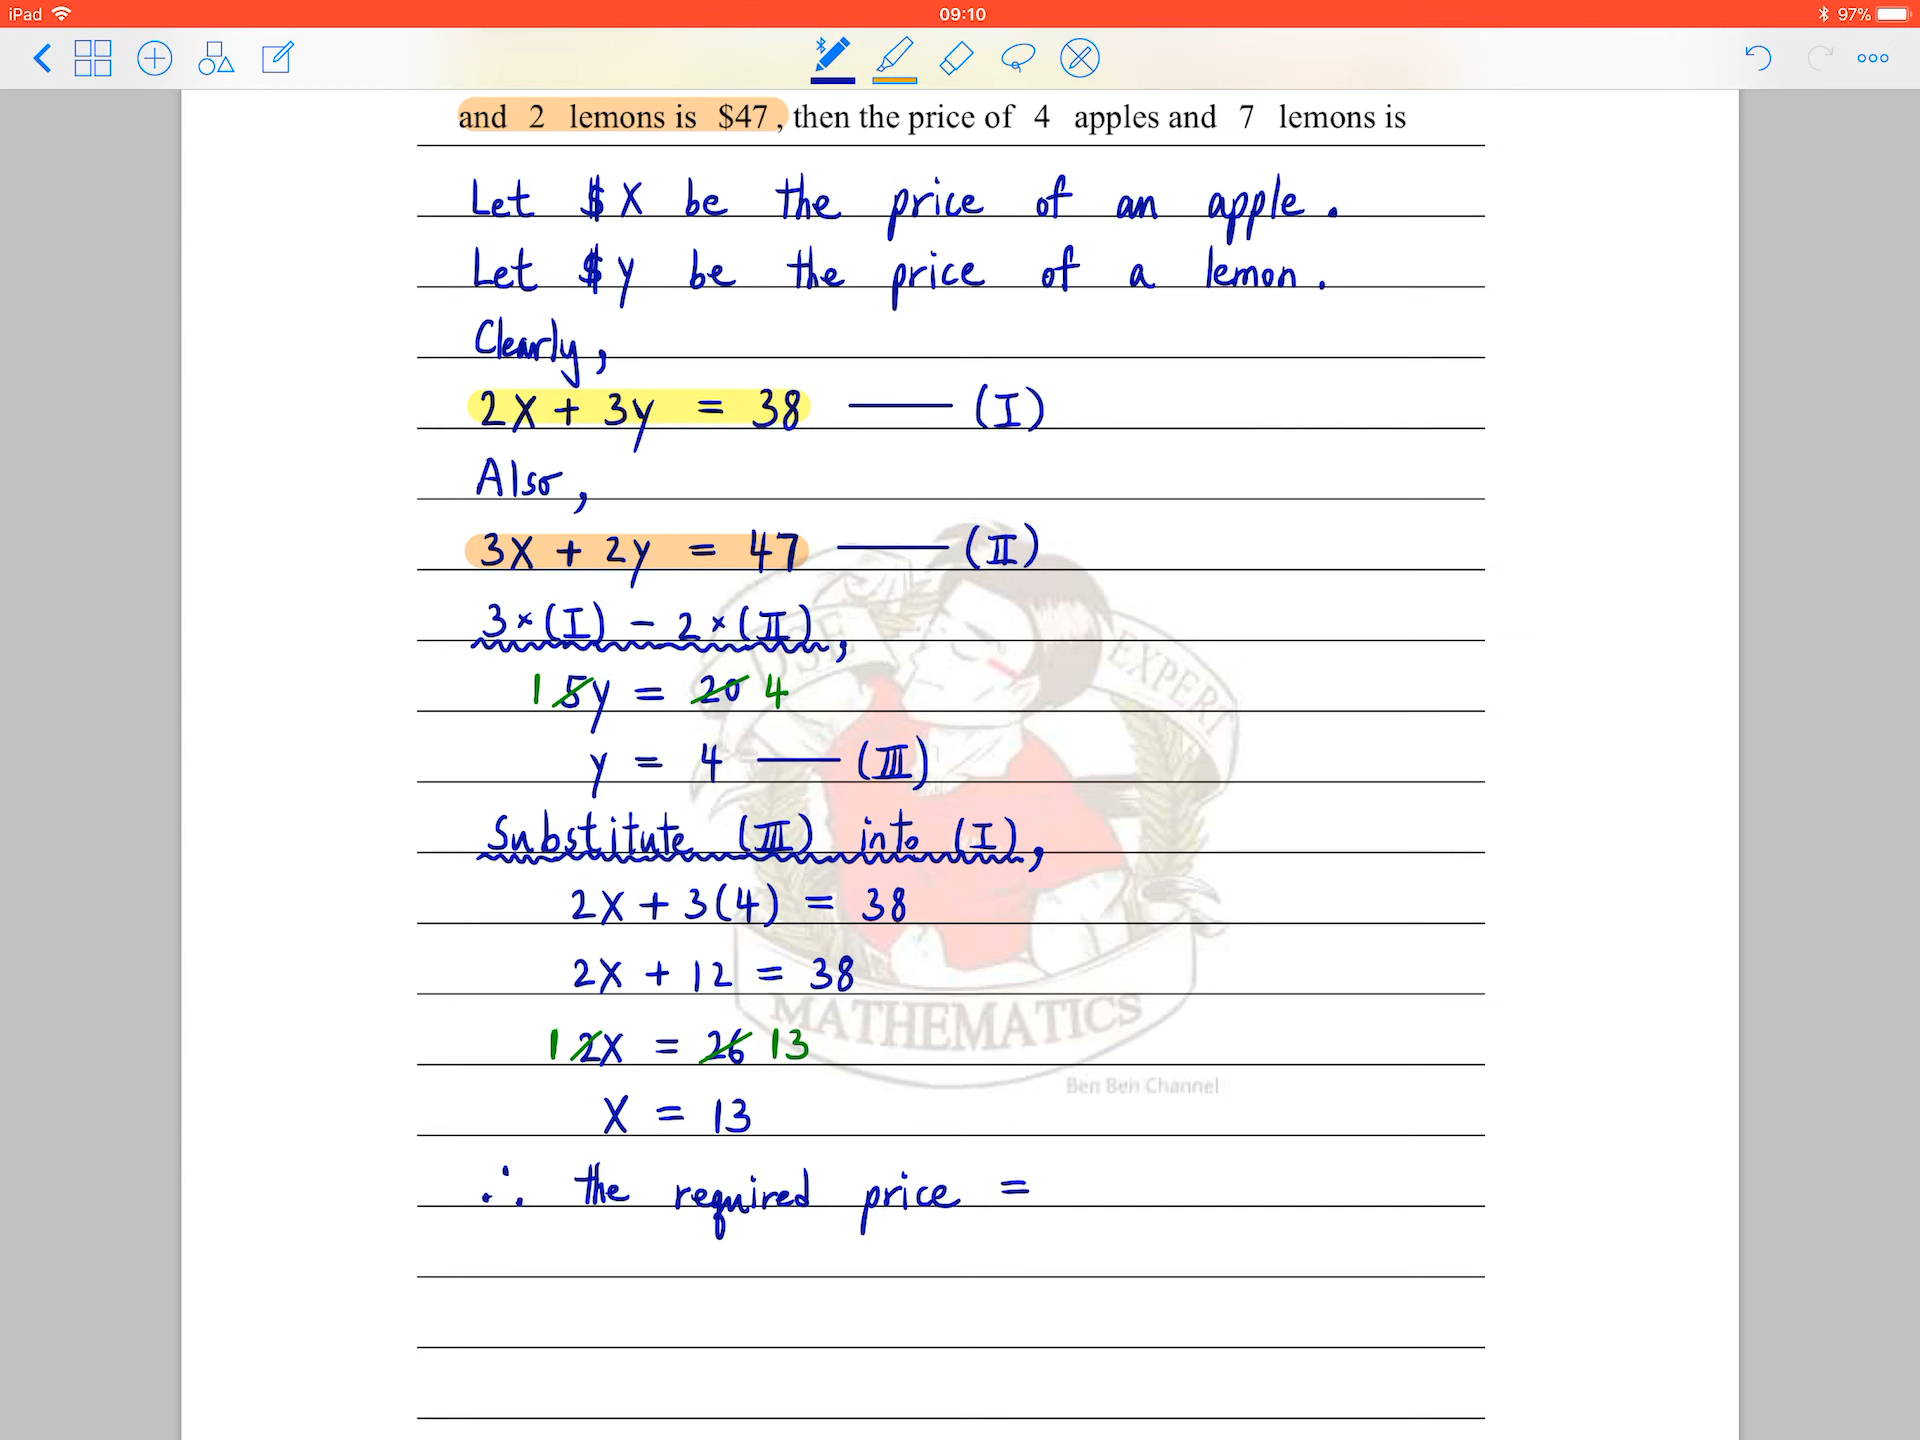 iPad 09:10 97%
and 2 lemons is $47, then the price of 4 apples and 7 lemons is
Let $x be the price of an apple.
Let $y be the price of a lemon.
Clearly,
2x + 3y = 38 —— (I)
Also,
3x + 2y = 47 —— (II)
3×(I) − 2×(II),
1 5y = 20 4
y = 4 —— (III)
Substitute (III) into (I),
2x + 3(4) = 38
2x + 12 = 38
1 2x = 26 13
x = 13
∴ the required price =
DSE EXPERT
MATHEMATICS
Ben Ben Channel